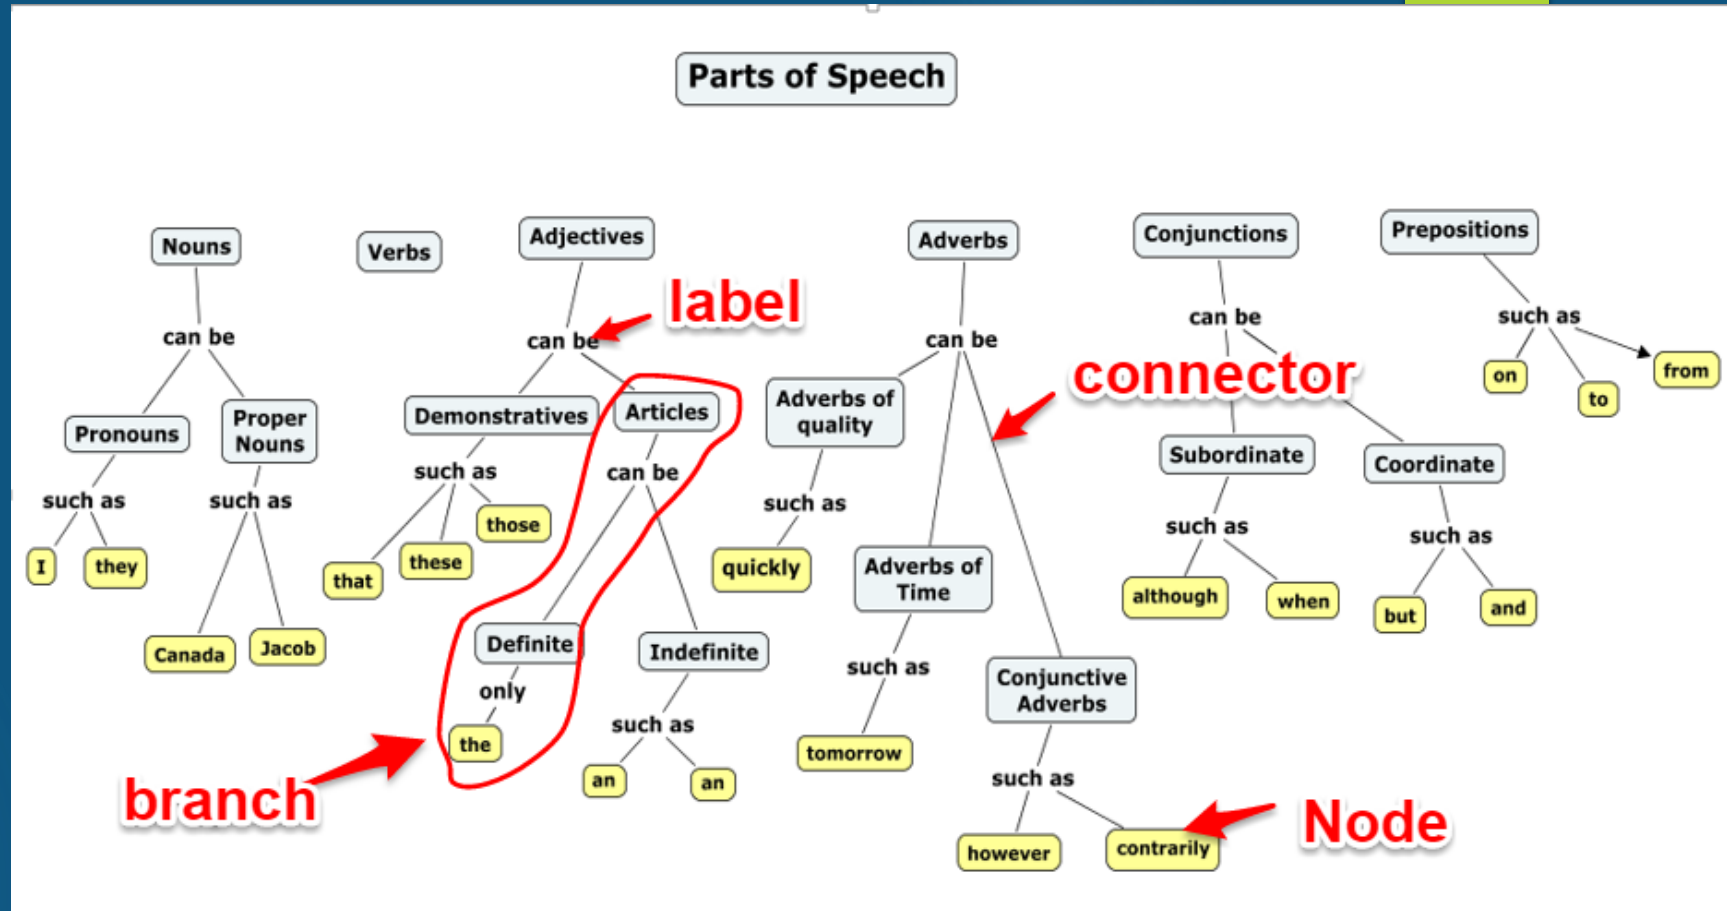 Parts of Speech
Nouns
Verbs
Adjectives
Adverbs
Conjunctions
Prepositions
can be
can be
label
can be
can be
such as
connector
on
to
from
Pronouns
Proper
Nouns
Demonstratives
Articles
Adverbs of
quality
Subordinate
Coordinate
such as
such as
such as
can be
such as
such as
such as
I
they
Canada
Jacob
that
these
those
quickly
Adverbs of
Time
although
when
but
and
Definite
Indefinite
only
such as
such as
Conjunctive
Adverbs
the
an
an
tomorrow
such as
branch
however
contrarily
Node